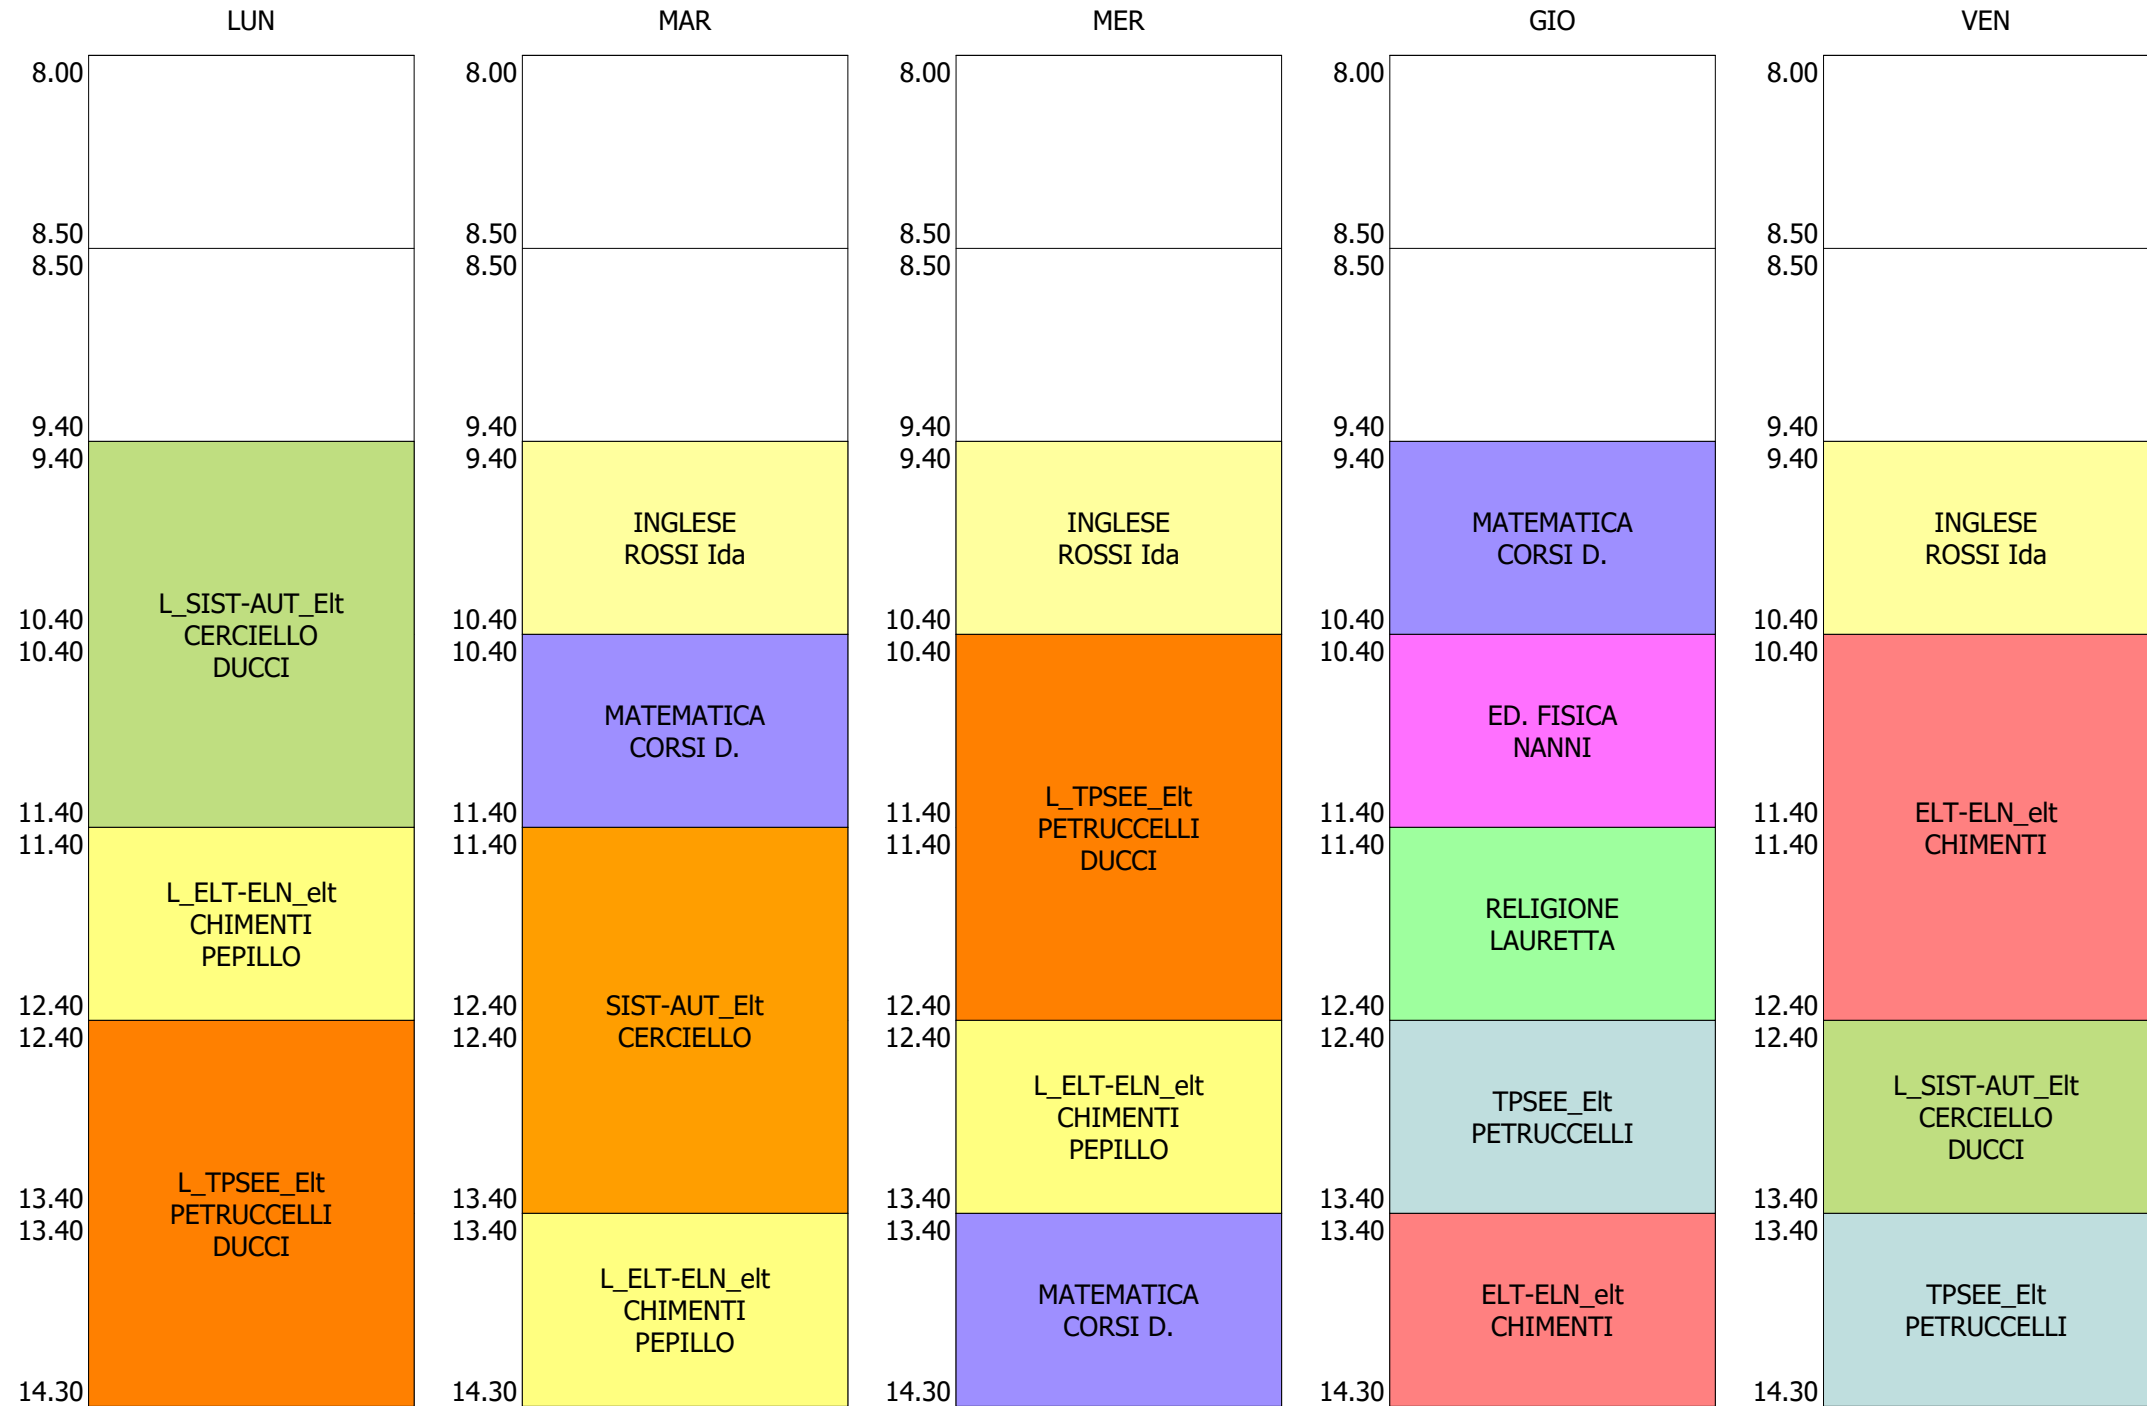 LUN
8.00
8.50
8.50
9.40
9.40
L_SIST-AUT_Elt
CERCIELLO
DUCCI
10.40
10.40
11.40
11.40
L_ELT-ELN_elt
CHIMENTI
PEPILLO
12.40
12.40
L_TPSEE_Elt
PETRUCCELLI
DUCCI
13.40
13.40
14.30
MAR
8.00
8.50
8.50
9.40
9.40
INGLESE
ROSSI Ida
10.40
10.40
MATEMATICA
CORSI D.
11.40
11.40
SIST-AUT_Elt
CERCIELLO
12.40
12.40
13.40
13.40
L_ELT-ELN_elt
CHIMENTI
PEPILLO
14.30
MER
8.00
8.50
8.50
9.40
9.40
INGLESE
ROSSI Ida
10.40
10.40
L_TPSEE_Elt
PETRUCCELLI
DUCCI
11.40
11.40
12.40
12.40
L_ELT-ELN_elt
CHIMENTI
PEPILLO
13.40
13.40
MATEMATICA
CORSI D.
14.30
GIO
8.00
8.50
8.50
9.40
9.40
MATEMATICA
CORSI D.
10.40
10.40
ED. FISICA
NANNI
11.40
11.40
RELIGIONE
LAURETTA
12.40
12.40
TPSEE_Elt
PETRUCCELLI
13.40
13.40
ELT-ELN_elt
CHIMENTI
14.30
VEN
8.00
8.50
8.50
9.40
9.40
INGLESE
ROSSI Ida
10.40
10.40
ELT-ELN_elt
CHIMENTI
11.40
11.40
12.40
12.40
L_SIST-AUT_Elt
CERCIELLO
DUCCI
13.40
13.40
TPSEE_Elt
PETRUCCELLI
14.30